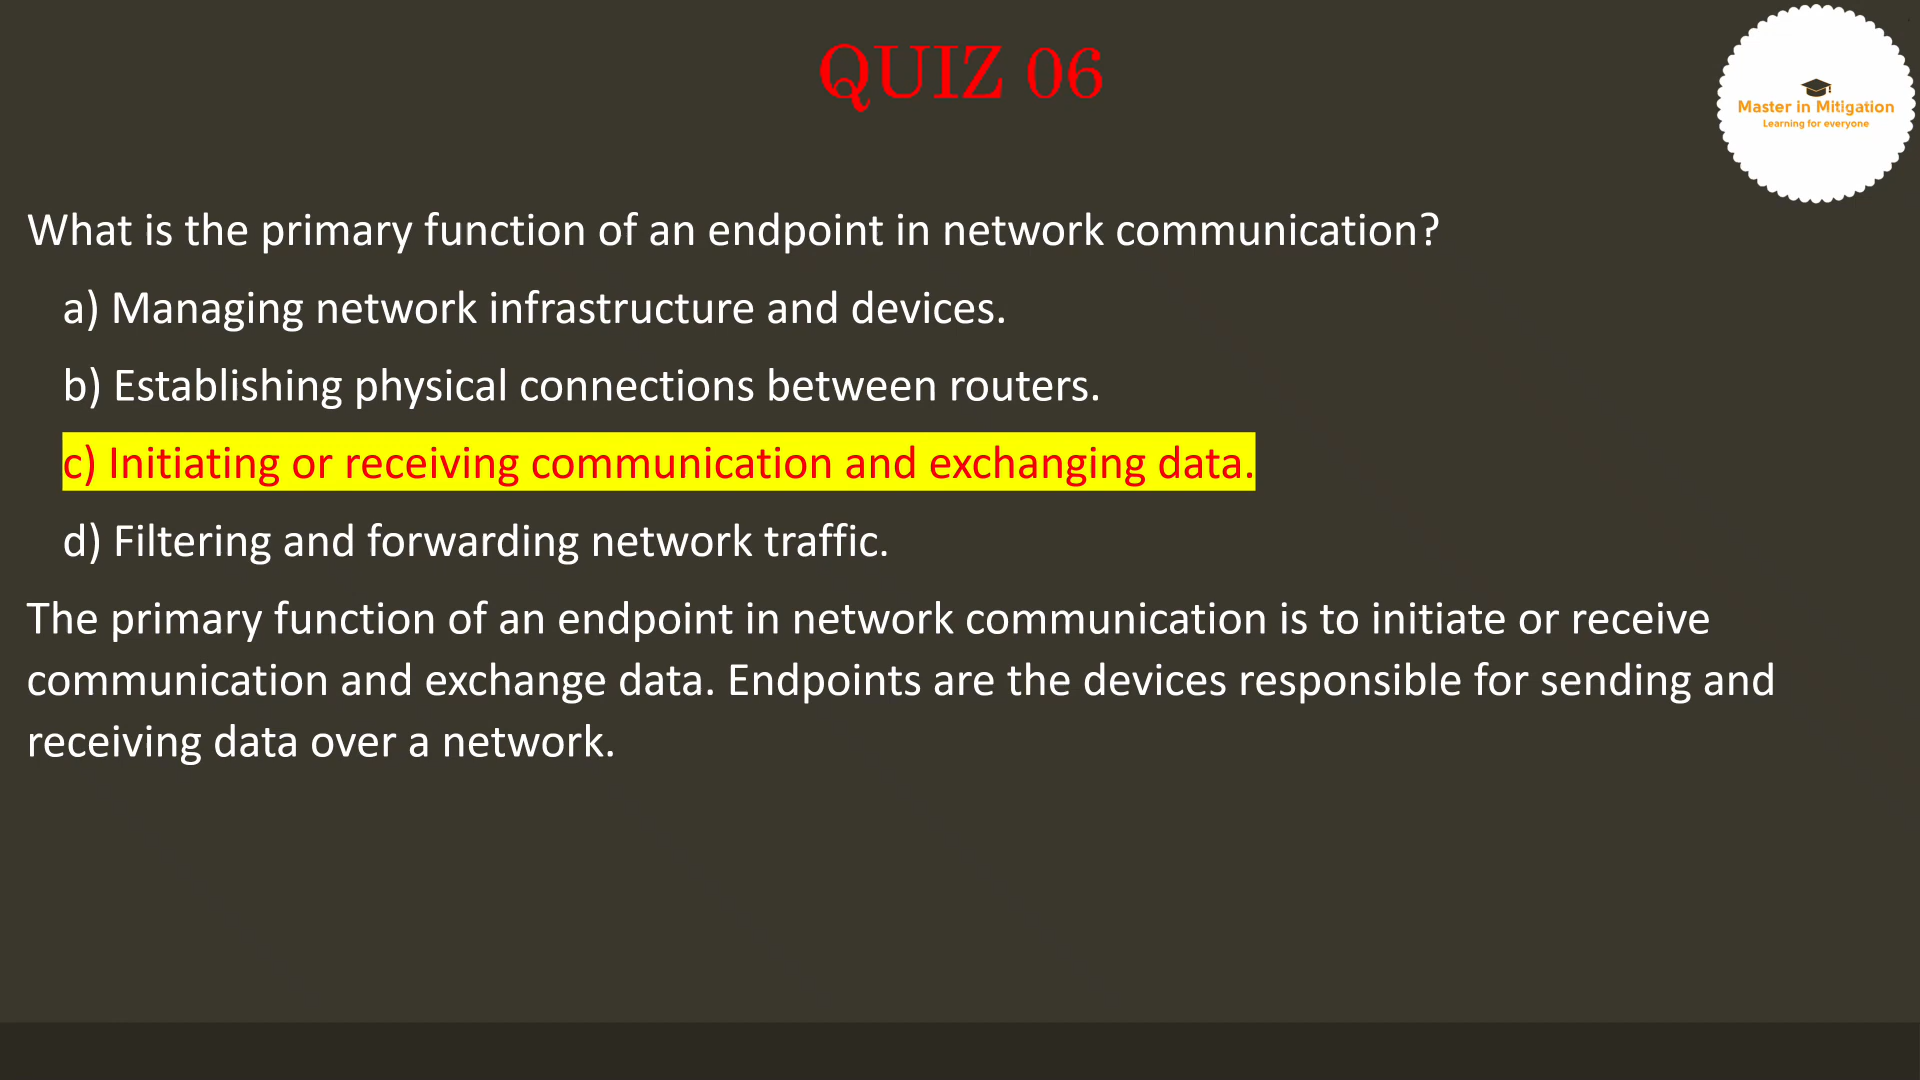 QUIZ 06
Master in Mitigation
Learning for everyone
What is the primary function of an endpoint in network communication?
a) Managing network infrastructure and devices.
b) Establishing physical connections between routers.
c) Initiating or receiving communication and exchanging data.
d) Filtering and forwarding network traffic.
The primary function of an endpoint in network communication is to initiate or receive
communication and exchange data. Endpoints are the devices responsible for sending and
receiving data over a network.